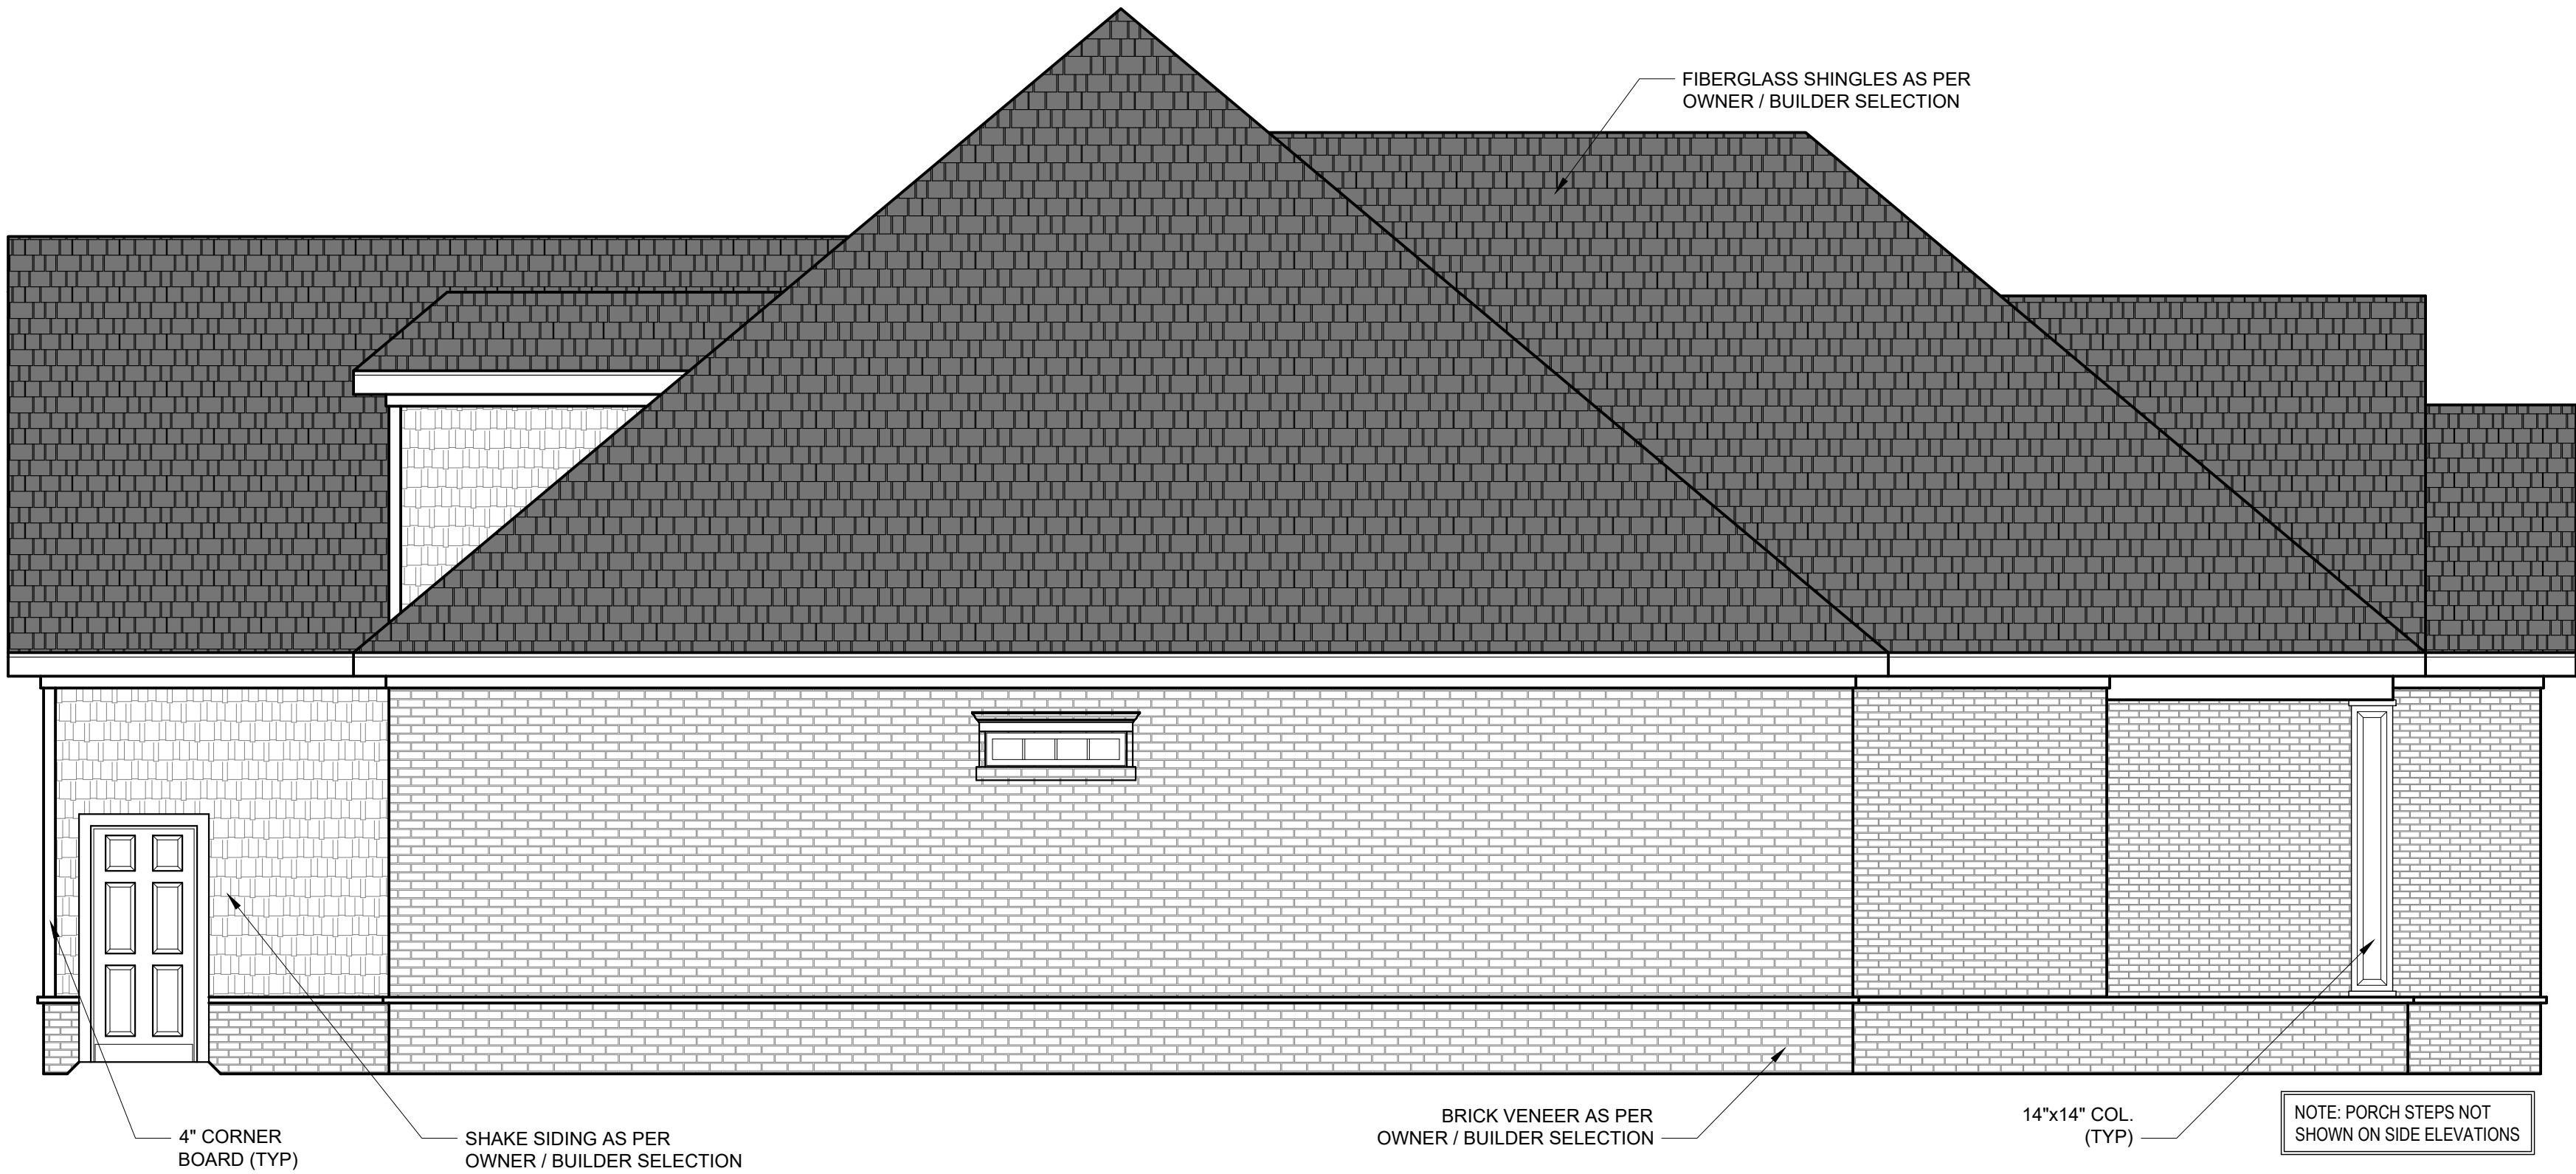 FIBERGLASS SHINGLES AS PER
OWNER / BUILDER SELECTION
4" CORNER
BOARD (TYP)
SHAKE SIDING AS PER
OWNER / BUILDER SELECTION
BRICK VENEER AS PER
OWNER / BUILDER SELECTION
14"x14" COL.
(TYP)
NOTE: PORCH STEPS NOT
SHOWN ON SIDE ELEVATIONS